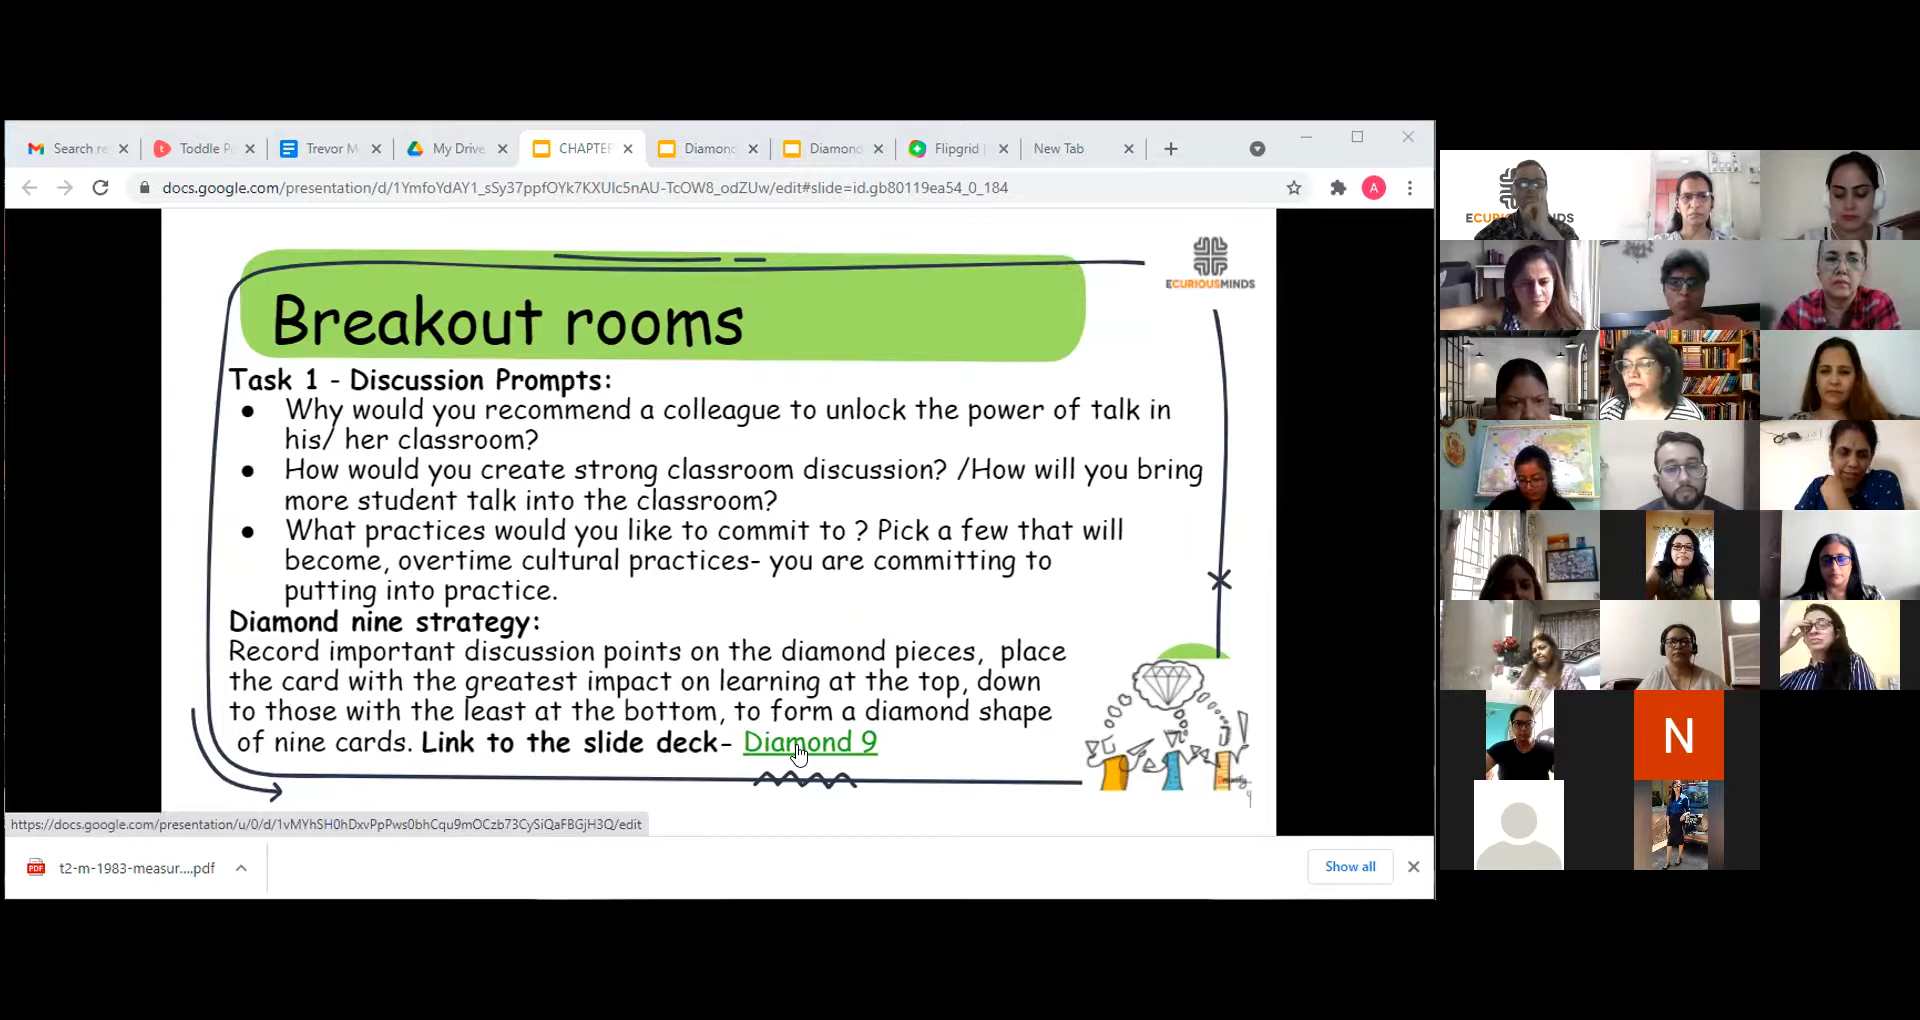 Search re
Toddle P
Trevor M
My Drive
CHAPTE
Diamond
Diamond
Flipgrid
New Tab
docs.google.com/presentation/d/1YmfoYdAY1_sSy37ppfOYk7KXUlc5nAU-TcOW8_odZUw/edit#slide=id.gb80119ea54_0_184
A
ECURIOUSMINDS
Breakout rooms
Task 1 - Discussion Prompts:
● Why would you recommend a colleague to unlock the power of talk in
his/ her classroom?
● How would you create strong classroom discussion? /How will you bring
more student talk into the classroom?
● What practices would you like to commit to ? Pick a few that will
become, overtime cultural practices- you are committing to
putting into practice.
Diamond nine strategy:
Record important discussion points on the diamond pieces, place
the card with the greatest impact on learning at the top, down
to those with the least at the bottom, to form a diamond shape
of nine cards. Link to the slide deck- Diamond 9
https://docs.google.com/presentation/u/0/d/1vMYhSH0hDxvPpPws0bhCqu9mOCzb73CySiQaFBGjH3Q/edit
PDF
t2-m-1983-measur....pdf
Show all
N